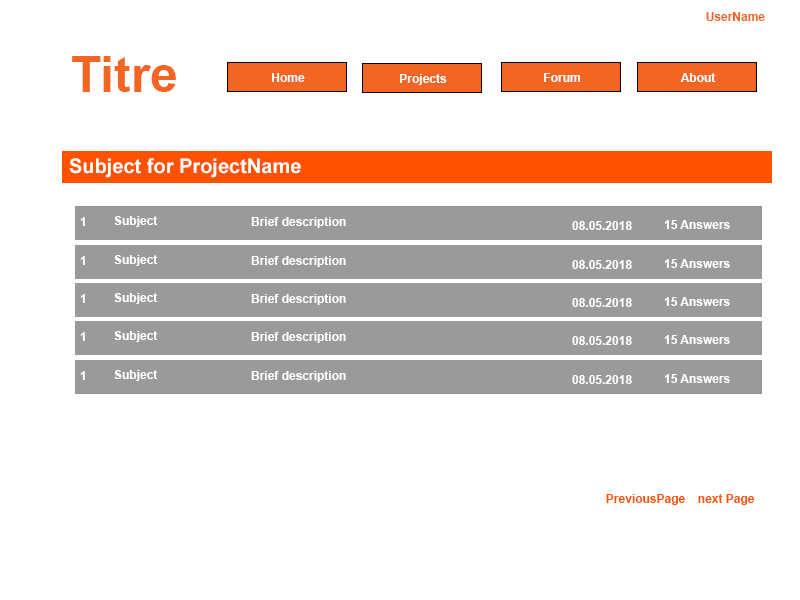 UserName
Titre
Home Projects Forum About
Subject for ProjectName
1 Subject Brief description 08.05.2018 15 Answers
1 Subject Brief description 08.05.2018 15 Answers
1 Subject Brief description 08.05.2018 15 Answers
1 Subject Brief description 08.05.2018 15 Answers
1 Subject Brief description 08.05.2018 15 Answers
PreviousPage next Page